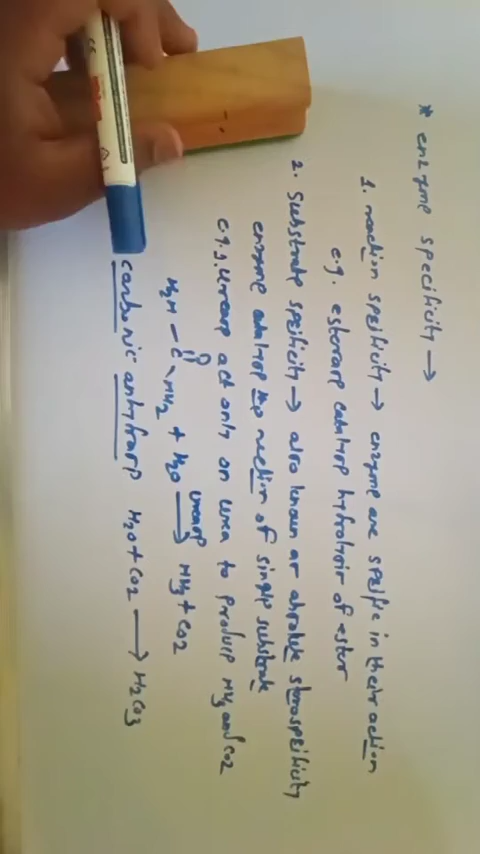 * enzyme specificity →
1. reaction specificity → enzyme are specific in their action
e.g. esterase catalyse hydrolysis of ester
2. Substrate specificity → also known as absolute sterospecificity
enzyme catalyse the reaction of single substrate
e.g., urease act only on urea to produce NH3 and CO2
H2N - C - NH2 + H2O → NH3 + CO2
O
urease
carbonic anhydrase H2O + CO2 → H2CO3